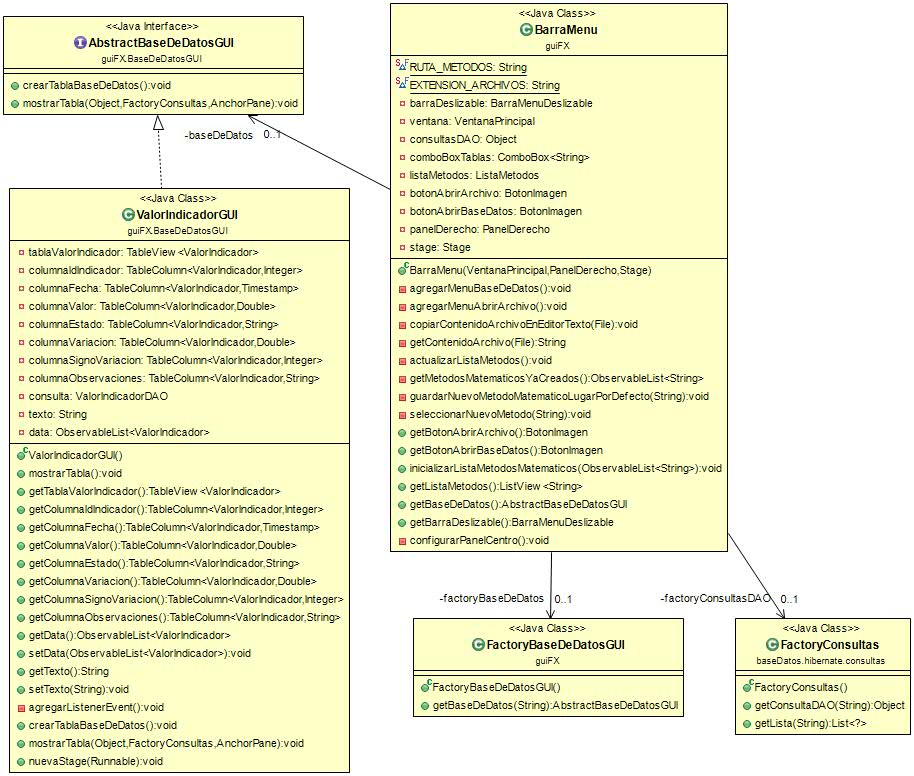 <<Java Interface>>
AbstractBaseDeDatosGUI
guiFX.BaseDeDatosGUI
crearTablaBaseDeDatos():void
mostrarTabla(Object,FactoryConsultas,AnchorPane):void
-baseDeDatos 0..1
<<Java Class>>
ValorIndicadorGUI
guiFX.BaseDeDatosGUI
tablaValorIndicador: TableView <ValorIndicador>
columnaIdIndicador: TableColumn<ValorIndicador,Integer>
columnaFecha: TableColumn<ValorIndicador,Timestamp>
columnaValor: TableColumn<ValorIndicador,Double>
columnaEstado: TableColumn<ValorIndicador,String>
columnaVariacion: TableColumn<ValorIndicador,Double>
columnaSignoVariacion: TableColumn<ValorIndicador,Integer>
columnaObservaciones: TableColumn<ValorIndicador,String>
consulta: ValorIndicadorDAO
texto: String
data: ObservableList<ValorIndicador>
ValorIndicadorGUI()
mostrarTabla():void
getTablaValorIndicador():TableView <ValorIndicador>
getColumnaIdIndicador():TableColumn<ValorIndicador,Integer>
getColumnaFecha():TableColumn<ValorIndicador,Timestamp>
getColumnaValor():TableColumn<ValorIndicador,Double>
getColumnaEstado():TableColumn<ValorIndicador,String>
getColumnaVariacion():TableColumn<ValorIndicador,Double>
getColumnaSignoVariacion():TableColumn<ValorIndicador,Integer>
getColumnaObservaciones():TableColumn<ValorIndicador,String>
getData():ObservableList<ValorIndicador>
setData(ObservableList<ValorIndicador>):void
getTexto():String
setTexto(String):void
agregarListenerEvent():void
crearTablaBaseDeDatos():void
mostrarTabla(Object,FactoryConsultas,AnchorPane):void
nuevaStage(Runnable):void
<<Java Class>>
BarraMenu
guiFX
RUTA_METODOS: String
EXTENSION_ARCHIVOS: String
barraDeslizable: BarraMenuDeslizable
ventana: VentanaPrincipal
consultasDAO: Object
comboBoxTablas: ComboBox<String>
listaMetodos: ListaMetodos
botonAbrirArchivo: BotonImagen
botonAbrirBaseDatos: BotonImagen
panelDerecho: PanelDerecho
stage: Stage
BarraMenu(VentanaPrincipal,PanelDerecho,Stage)
agregarMenuBaseDeDatos():void
agregarMenuAbrirArchivo():void
copiarContenidoArchivoEnEditorTexto(File):void
getContenidoArchivo(File):String
actualizarListaMetodos():void
getMetodosMatematicosYaCreados():ObservableList<String>
guardarNuevoMetodoMatematicoLugarPorDefecto(String):void
seleccionarNuevoMetodo(String):void
getBotonAbrirArchivo():BotonImagen
getBotonAbrirBaseDatos():BotonImagen
inicializarListaMetodosMatematicos(ObservableList<String>):void
getListaMetodos():ListView <String>
getBaseDeDatos():AbstractBaseDeDatosGUI
getBarraDeslizable():BarraMenuDeslizable
configurarPanelCentro():void
-factoryBaseDeDatos 0..1
-factoryConsultasDAO 0..1
<<Java Class>>
FactoryBaseDeDatosGUI
guiFX
FactoryBaseDeDatosGUI()
getBaseDeDatos(String):AbstractBaseDeDatosGUI
<<Java Class>>
FactoryConsultas
baseDatos.hibernate.consultas
FactoryConsultas()
getConsultaDAO(String):Object
getLista(String):List<?>